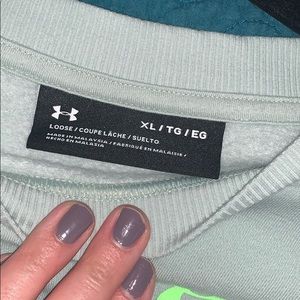 XL / TG / EG
LOOSE / COUPE LÂCHE / SUELTO
MADE IN MALAYSIA / FABRIQUÉ EN MALAISIE /
HECHO EN MALASIA